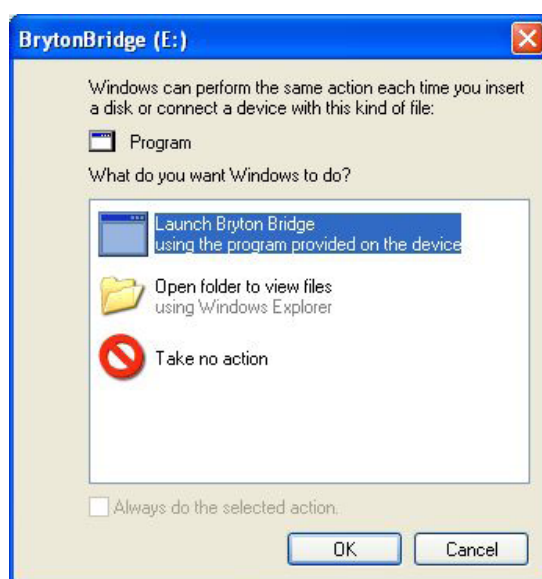 BrytonBridge (E:)
Windows can perform the same action each time you insert
a disk or connect a device with this kind of file:
Program
What do you want Windows to do?
Launch Bryton Bridge
using the program provided on the device
Open folder to view files
using Windows Explorer
Take no action
Always do the selected action.
OK
Cancel